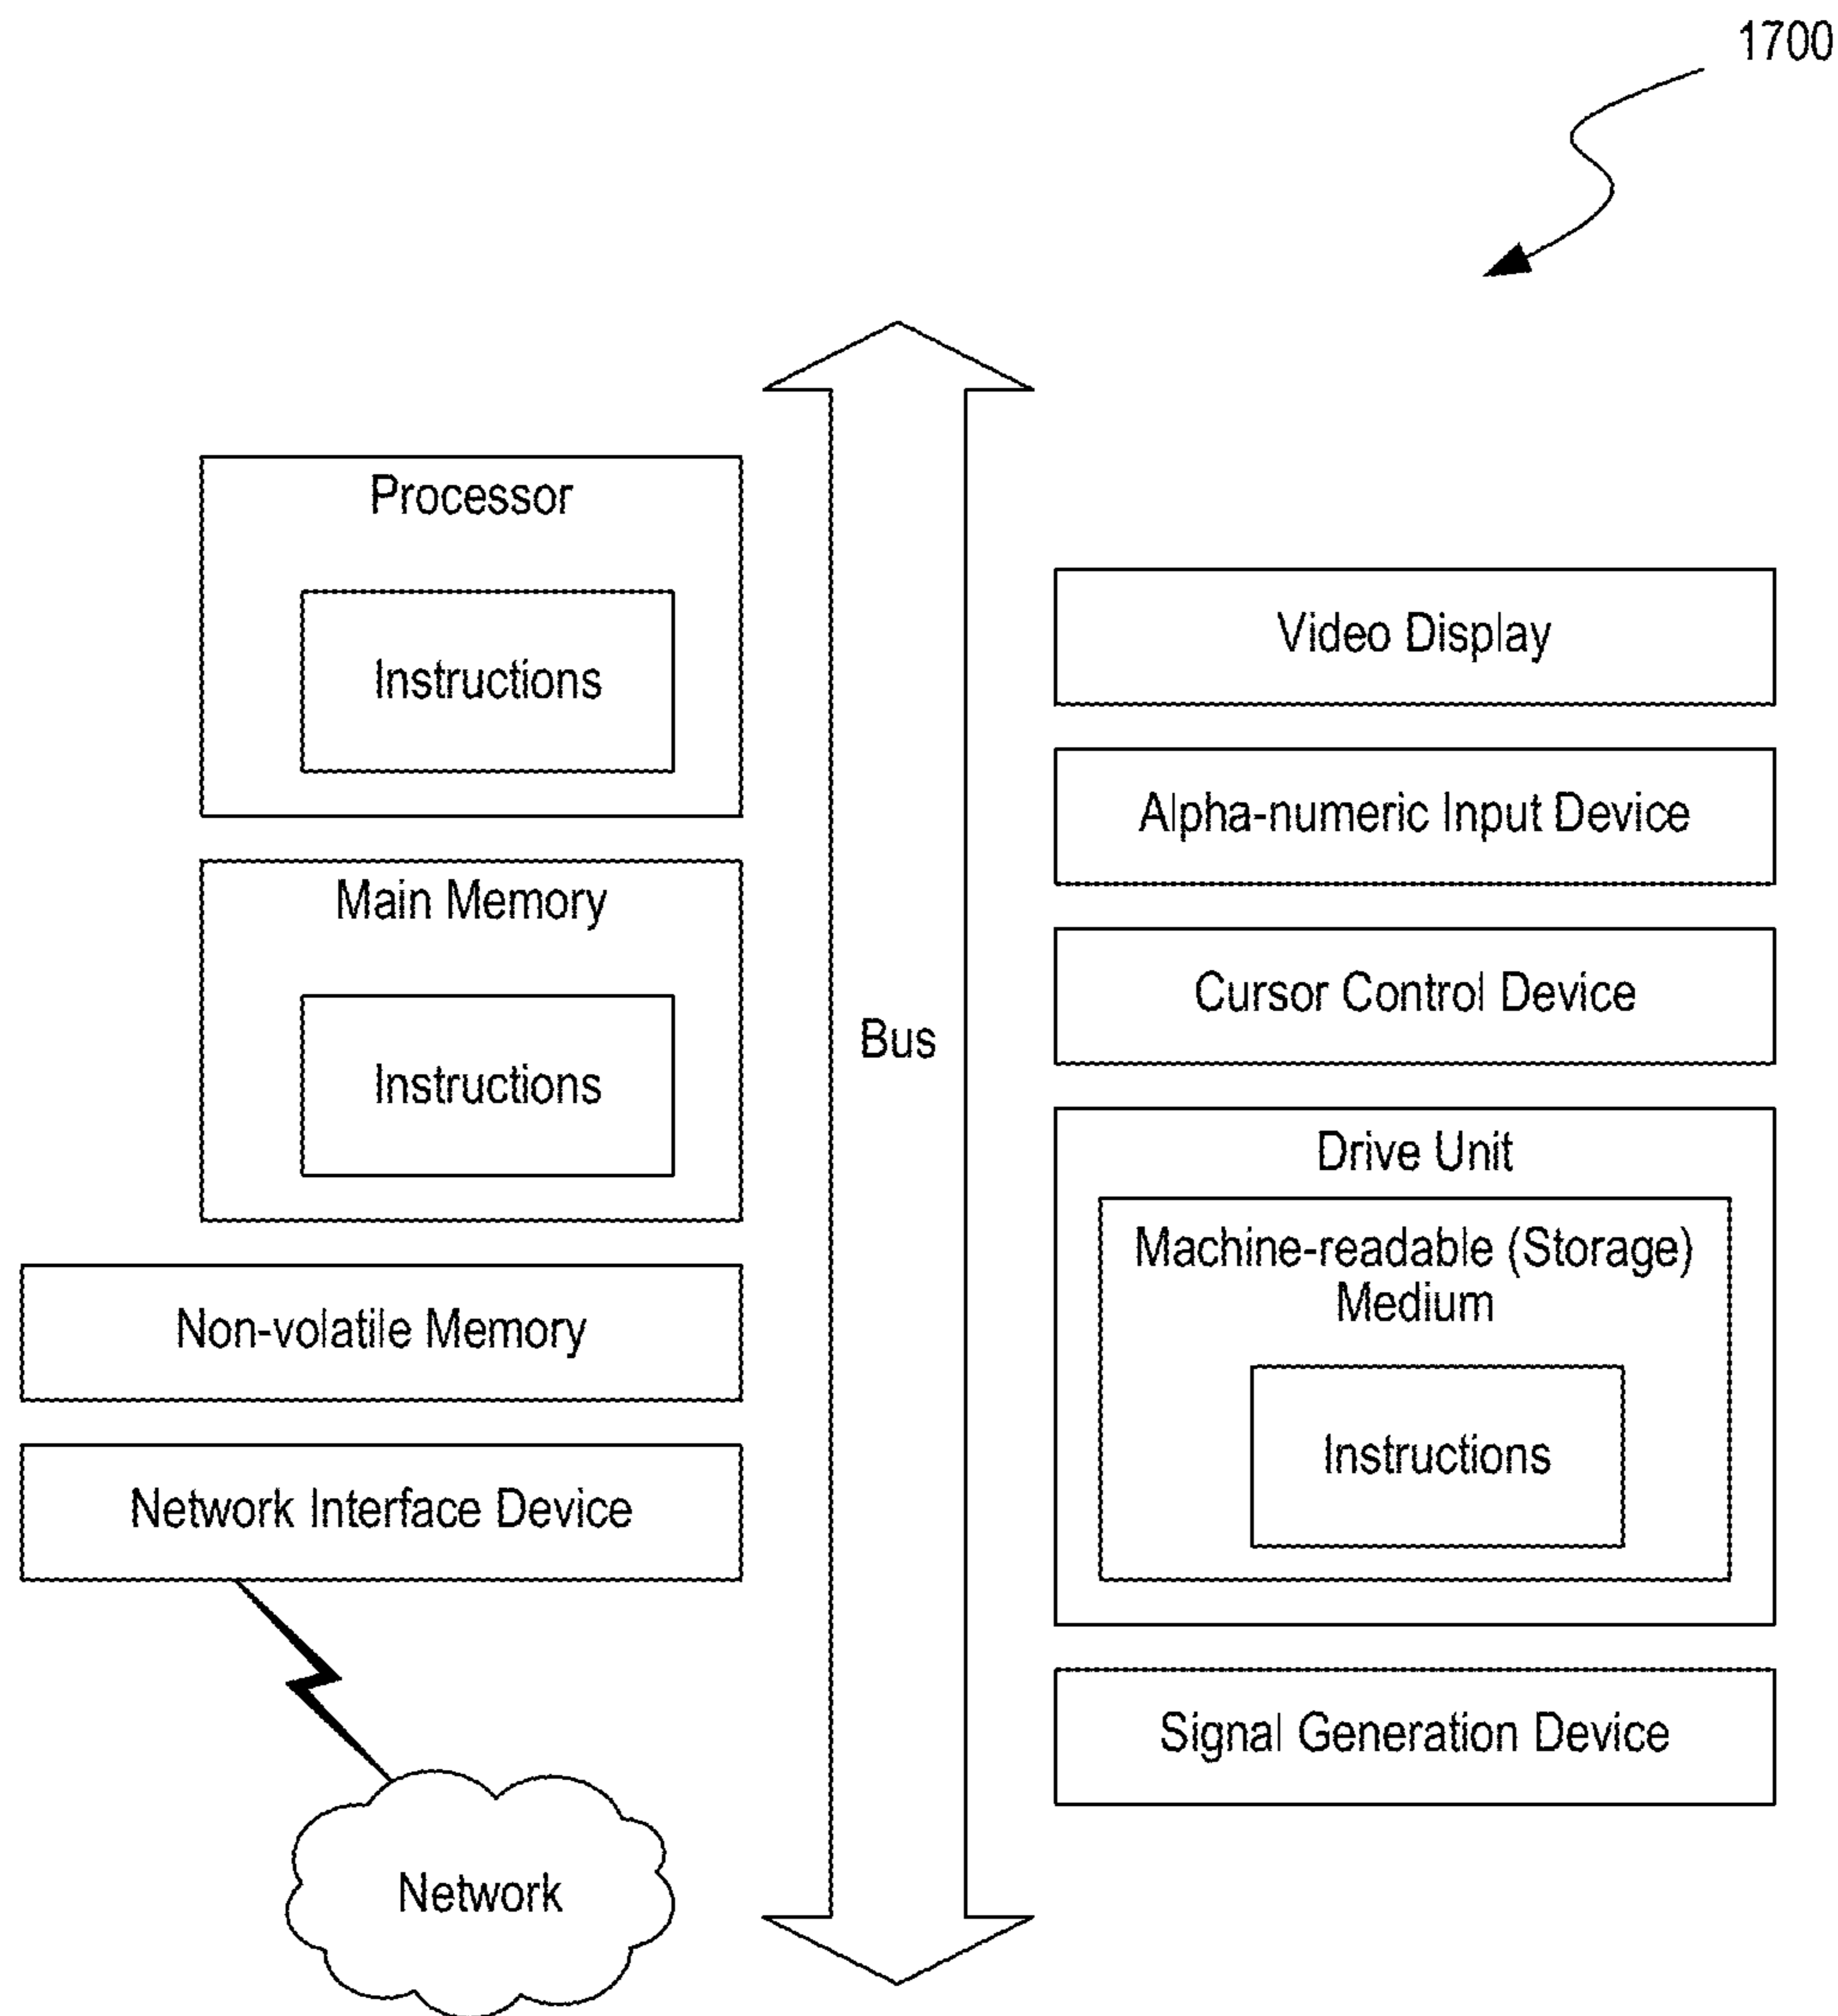 1700
Processor
Instructions
Main Memory
Instructions
Non-volatile Memory
Network Interface Device
Network
Bus
Video Display
Alpha-numeric Input Device
Cursor Control Device
Drive Unit
Machine-readable (Storage)
Medium
Instructions
Signal Generation Device